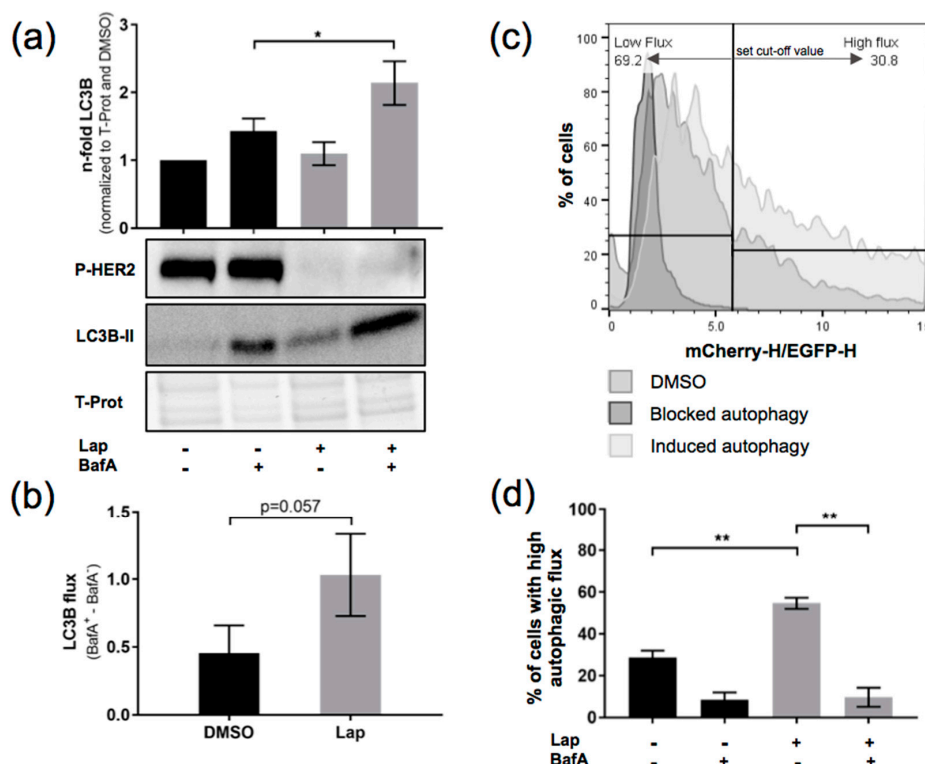 (a)
n-fold LC3B
(normalized to T-Prot and DMSO)
3
2
1
0
*
P-HER2
LC3B-II
T-Prot
Lap - - + +
BafA - + - +
(b)
LC3B flux
(BafA⁺ - BafA⁻)
1.5
1.0
0.5
0.0
p=0.057
DMSO Lap
(c)
% of cells
100
80
60
40
20
0
Low Flux
69.2
set cut-off value
High flux
30.8
0 5.0 10 15
mCherry-H/EGFP-H
DMSO
Blocked autophagy
Induced autophagy
(d)
% of cells with high
autophagic flux
100
80
60
40
20
0
**
**
Lap - - + +
BafA - + - +